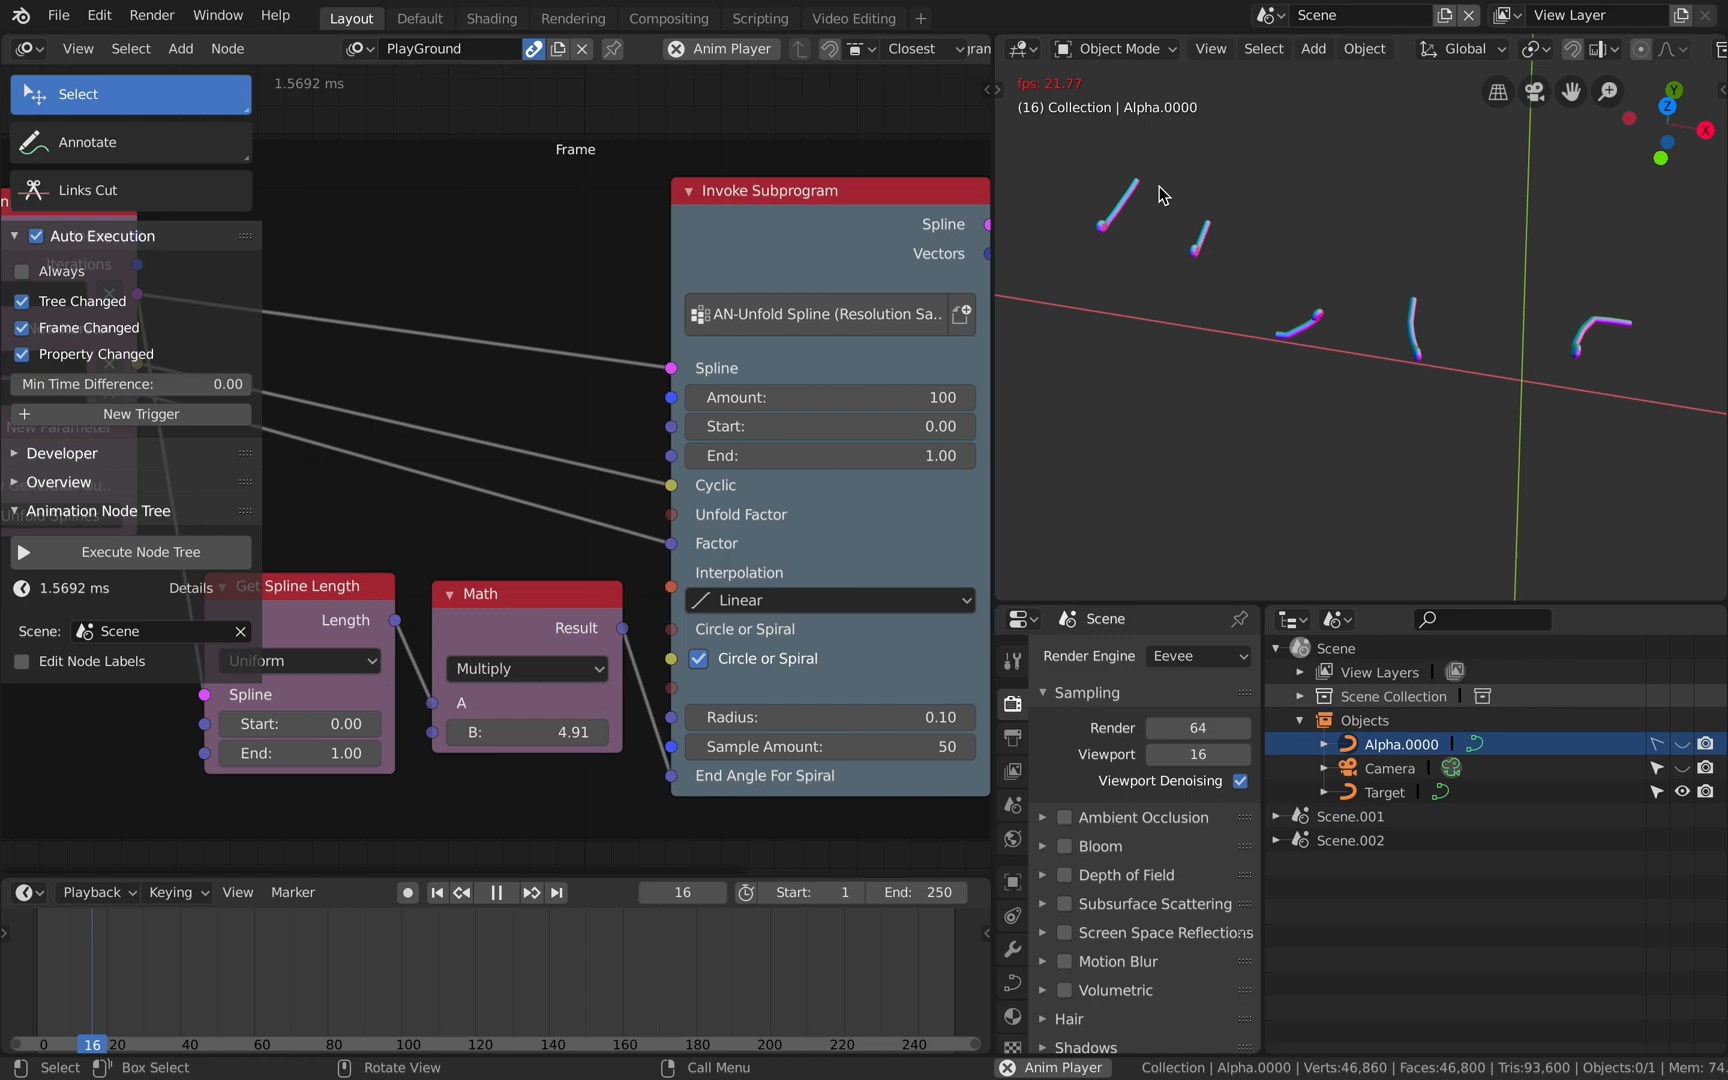 File Edit Render Window Help
Layout Default Shading Rendering Compositing Scripting Video Editing +
Scene
View Layer
View Select Add Node
PlayGround
Anim Player
Closest
Object Mode View Select Add Object
Global
Select
1.5692 ms
fps: 21.77
(16) Collection | Alpha.0000
Annotate
Frame
Links Cut
Invoke Subprogram
Spline
Vectors
Auto Execution
Iterations
Always
Tree Changed
Frame Changed
Property Changed
Min Time Difference: 0.00
New Trigger
New Parameter
Developer
Overview
Animation Node Tree
Execute Node Tree
1.5692 ms Details
Scene: Scene
Edit Node Labels
AN-Unfold Spline (Resolution Sa..
Spline
Amount: 100
Start: 0.00
End: 1.00
Cyclic
Unfold Factor
Factor
Interpolation
Linear
Circle or Spiral
Circle or Spiral
Radius: 0.10
Sample Amount: 50
End Angle For Spiral
Get Spline Length
Length
Uniform
Spline
Start: 0.00
End: 1.00
Math
Result
Multiply
A
B: 4.91
X
Y
Z
Scene
Render Engine Eevee
Sampling
Render 64
Viewport 16
Viewport Denoising
Ambient Occlusion
Bloom
Depth of Field
Subsurface Scattering
Screen Space Reflections
Motion Blur
Volumetric
Hair
Shadows
Scene
View Layers
Scene Collection
Objects
Alpha.0000
Camera
Target
Scene.001
Scene.002
Playback Keying View Marker
16
Start: 1
End: 250
0 16 20 40 60 80 100 120 140 160 180 200 220 240
Select Box Select Rotate View Call Menu
Anim Player
Collection | Alpha.0000 | Verts:46,860 | Faces:46,800 | Tris:93,600 | Objects:0/1 | Mem: 74.